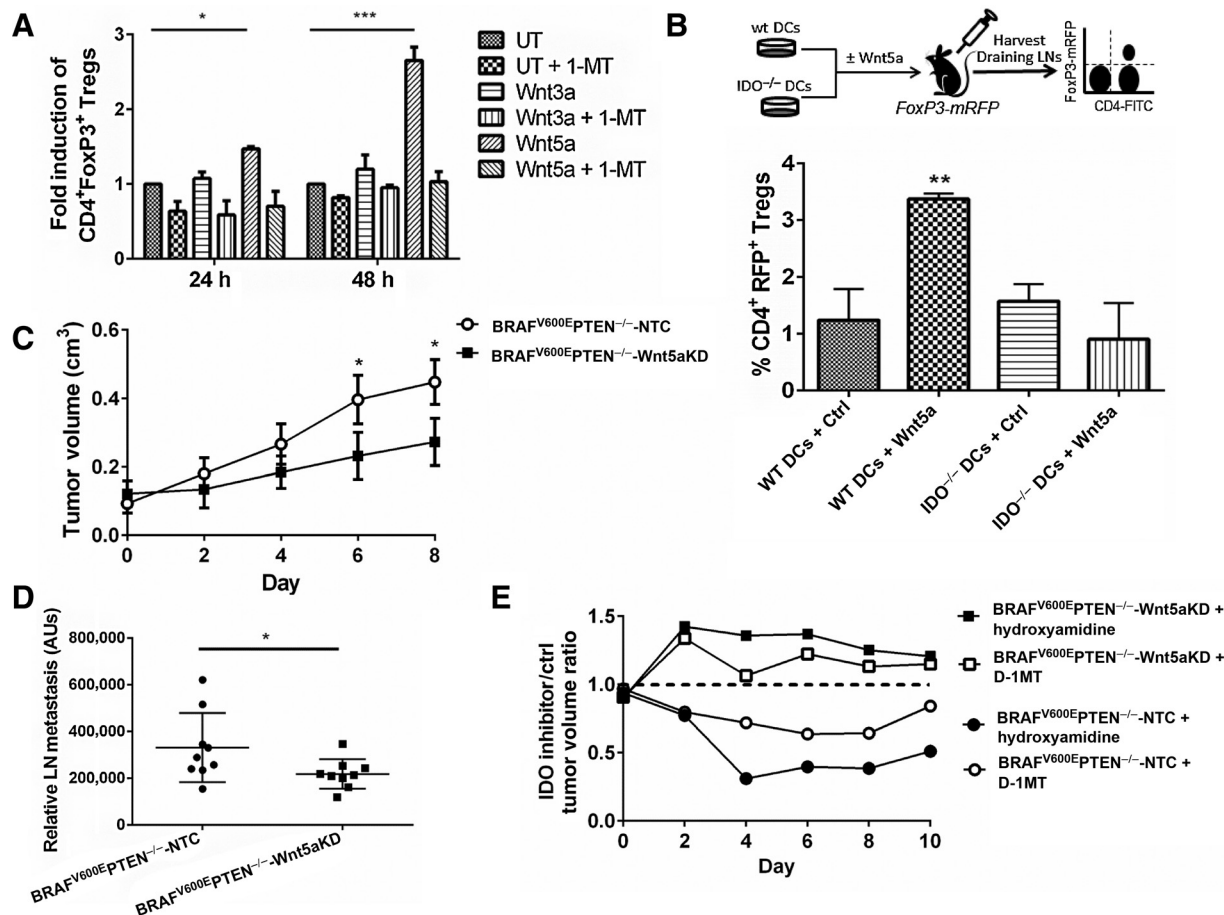 A
Fold induction of
CD4⁺FoxP3⁺ Tregs
3
2
1
0
*
***
24 h
48 h
UT
UT + 1-MT
Wnt3a
Wnt3a + 1-MT
Wnt5a
Wnt5a + 1-MT
B
wt DCs
IDO⁻/⁻ DCs
± Wnt5a
FoxP3-mRFP
Harvest
Draining LNs
FoxP3-mRFP
CD4-FITC
% CD4⁺ RFP⁺ Tregs
4
3
2
1
0
**
WT DCs + Ctrl
WT DCs + Wnt5a
IDO⁻/⁻ DCs + Ctrl
IDO⁻/⁻ DCs + Wnt5a
C
Tumor volume (cm³)
0.6
0.4
0.2
0.0
*
*
0 2 4 6 8
Day
BRAFⱽ⁶⁰⁰ᴱPTEN⁻/⁻-NTC
BRAFⱽ⁶⁰⁰ᴱPTEN⁻/⁻-Wnt5aKD
D
Relative LN metastasis (AUs)
800,000
600,000
400,000
200,000
0
*
BRAFⱽ⁶⁰⁰ᴱPTEN⁻/⁻-NTC
BRAFⱽ⁶⁰⁰ᴱPTEN⁻/⁻-Wnt5aKD
E
IDO inhibitor/ctrl
tumor volume ratio
1.5
1.0
0.5
0.0
0 2 4 6 8 10
Day
BRAFⱽ⁶⁰⁰ᴱPTEN⁻/⁻-Wnt5aKD +
hydroxyamidine
BRAFⱽ⁶⁰⁰ᴱPTEN⁻/⁻-Wnt5aKD +
D-1MT
BRAFⱽ⁶⁰⁰ᴱPTEN⁻/⁻-NTC +
hydroxyamidine
BRAFⱽ⁶⁰⁰ᴱPTEN⁻/⁻-NTC +
D-1MT